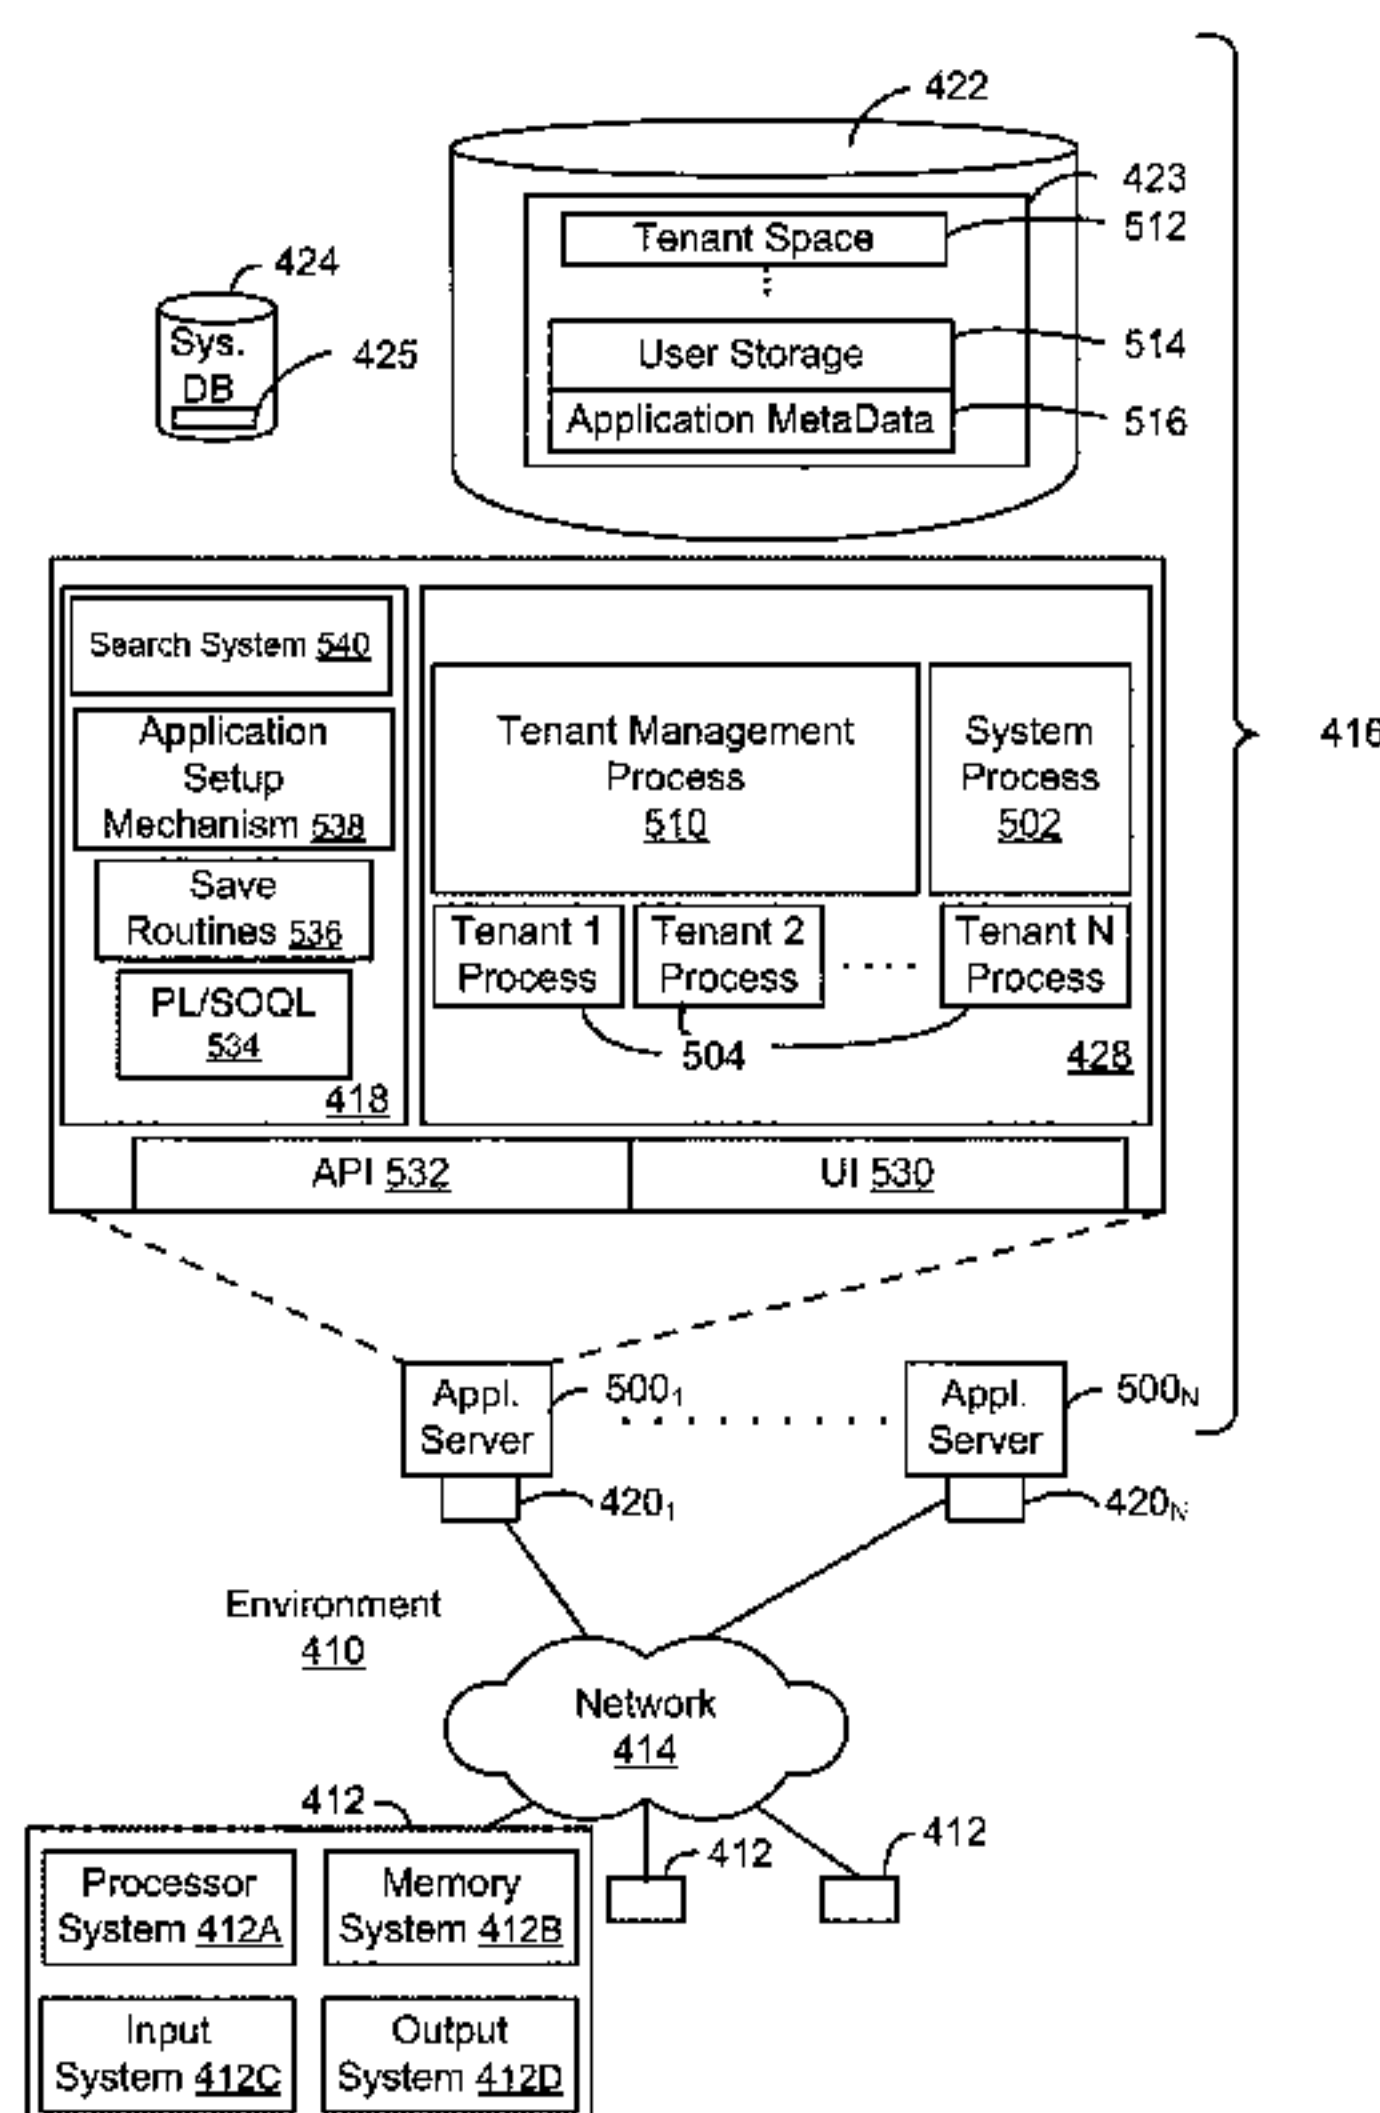 422
423
Tenant Space
512
424
Sys.
DB
425
User Storage
514
Application MetaData
516
Search System 540
Application
Setup
Mechanism 538
Save
Routines 536
PL/SOQL
534
418
Tenant Management
Process
510
System
Process
502
Tenant 1
Process
Tenant 2
Process
Tenant N
Process
504
428
416
API 532
UI 530
Appl.
Server
500₁
Appl.
Server
500N
420₁
420N
Environment
410
Network
414
412
412
412
Processor
System 412A
Memory
System 412B
Input
System 412C
Output
System 412D